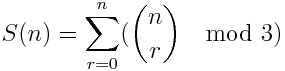 S(n) = \sum_{r=0}^{n} (\binom{n}{r} \mod 3)